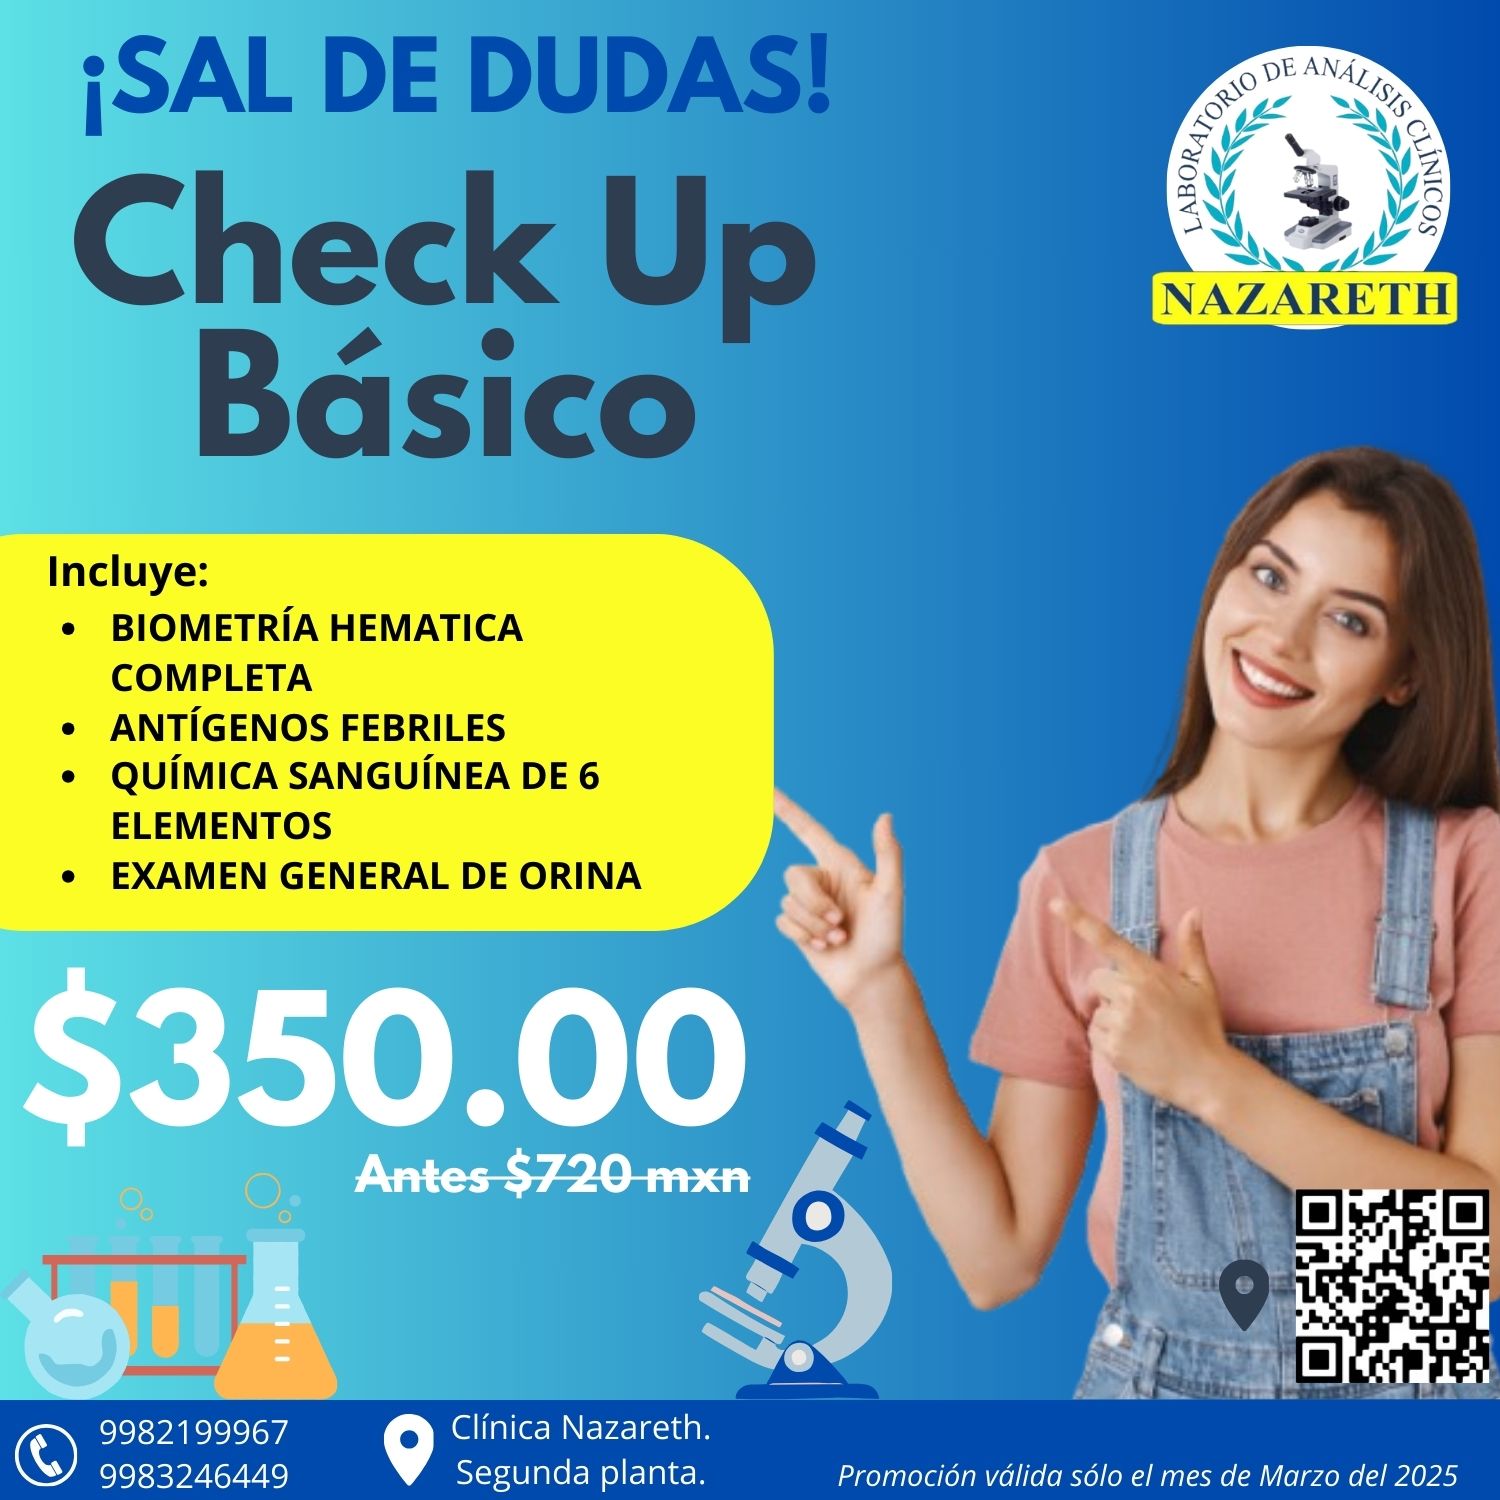 ¡SAL DE DUDAS!
Check Up
Básico
LABORATORIO DE ANÁLISIS CLÍNICOS
NAZARETH
Incluye:
• BIOMETRÍA HEMATICA
COMPLETA
• ANTÍGENOS FEBRILES
• QUÍMICA SANGUÍNEA DE 6
ELEMENTOS
• EXAMEN GENERAL DE ORINA
$350.00
Antes $720 mxn
9982199967
9983246449
Clínica Nazareth.
Segunda planta.
Promoción válida sólo el mes de Marzo del 2025